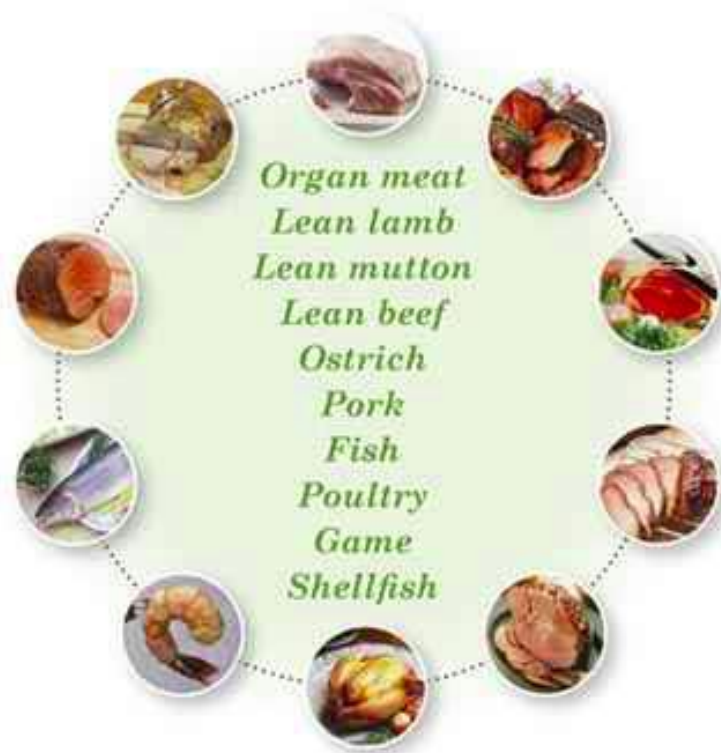 Organ meat
Lean lamb
Lean mutton
Lean beef
Ostrich
Pork
Fish
Poultry
Game
Shellfish